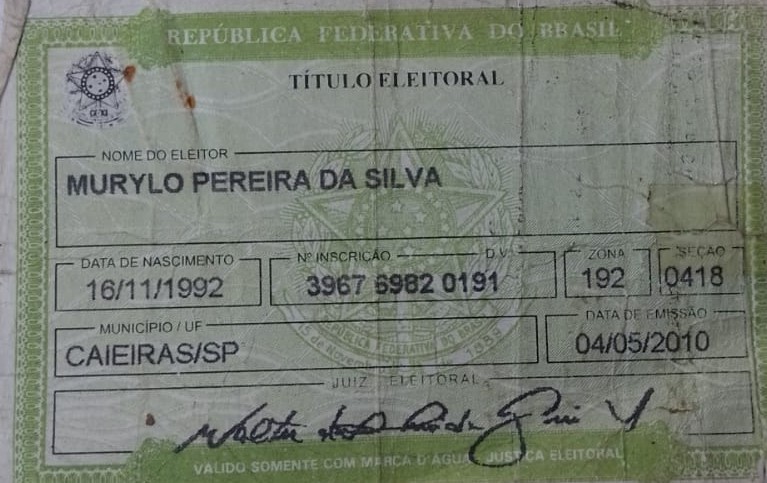 REPÚBLICA FEDERATIVA DO BRASIL
TÍTULO ELEITORAL
NOME DO ELEITOR
MURYLO PEREIRA DA SILVA
DATA DE NASCIMENTO Nº INSCRIÇÃO D.V. ZONA SEÇÃO
16/11/1992 3967 6982 0191 192 0418
MUNICÍPIO / UF DATA DE EMISSÃO
CAIEIRAS/SP 04/05/2010
JUIZ ELEITORAL
VÁLIDO SOMENTE COM MARCA D'ÁGUA - JUSTIÇA ELEITORAL